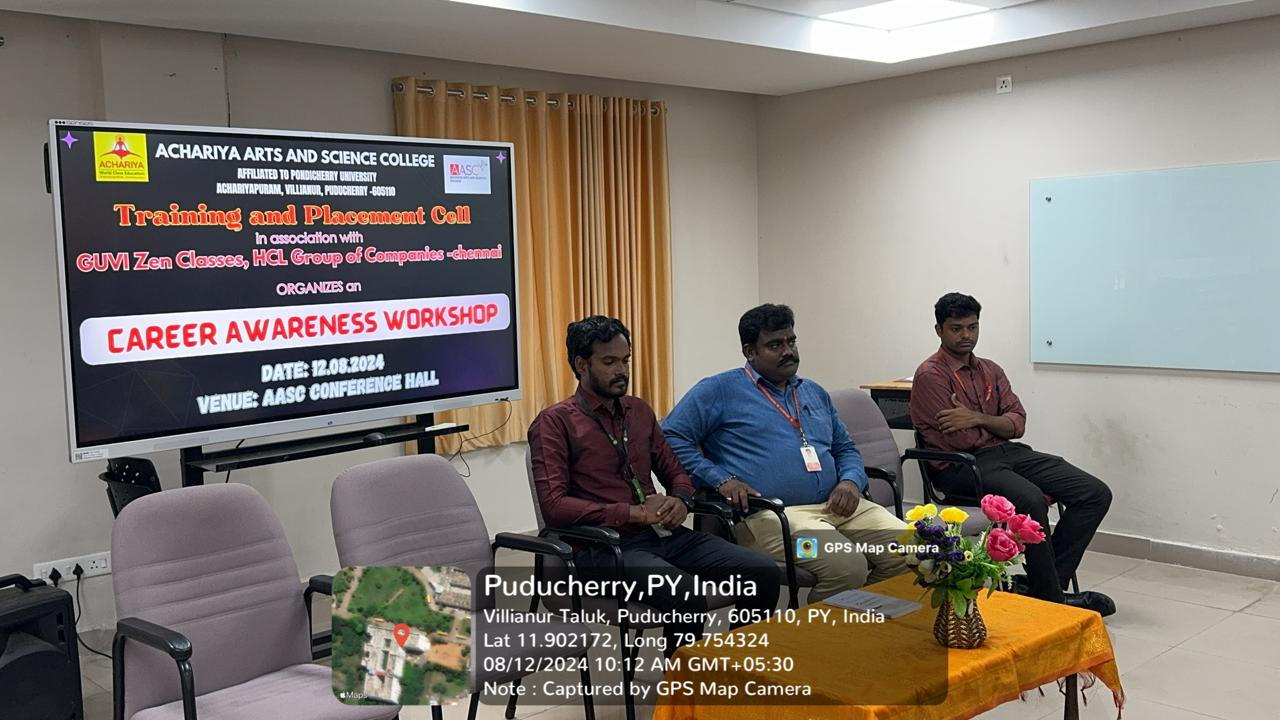 ACHARIYA
World Class Education
ACHARIYA ARTS AND SCIENCE COLLEGE
AASC
AFFILIATED TO PONDICHERRY UNIVERSITY
ACHARIYAPURAM, VILLIANUR, PUDUCHERRY -605110
Training and Placement Cell
in association with
GUVI Zen Classes, HCL Group of Companies -chennai
ORGANIZES an
CAREER AWARENESS WORKSHOP
DATE: 12.08.2024
VENUE: AASC CONFERENCE HALL
GPS Map Camera
Puducherry,PY,India
Villianur Taluk, Puducherry, 605110, PY, India
Lat 11.902172, Long 79.754324
08/12/2024 10:12 AM GMT+05:30
Note : Captured by GPS Map Camera
Maps